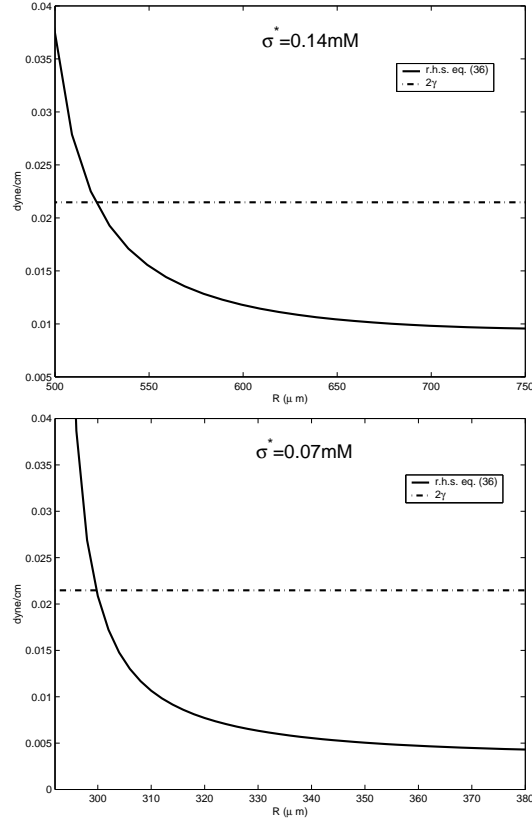 0.04
σ*=0.14mM
r.h.s. eq. (36)
2γ
0.035
0.03
0.025
dyne/cm
0.02
0.015
0.01
0.005
500 550 600 650 700 750
R (μ m)
0.04
σ*=0.07mM
0.035
r.h.s. eq. (36)
2γ
0.03
0.025
dyne/cm
0.02
0.015
0.01
0.005
0
300 310 320 330 340 350 360 370 380
R (μ m)